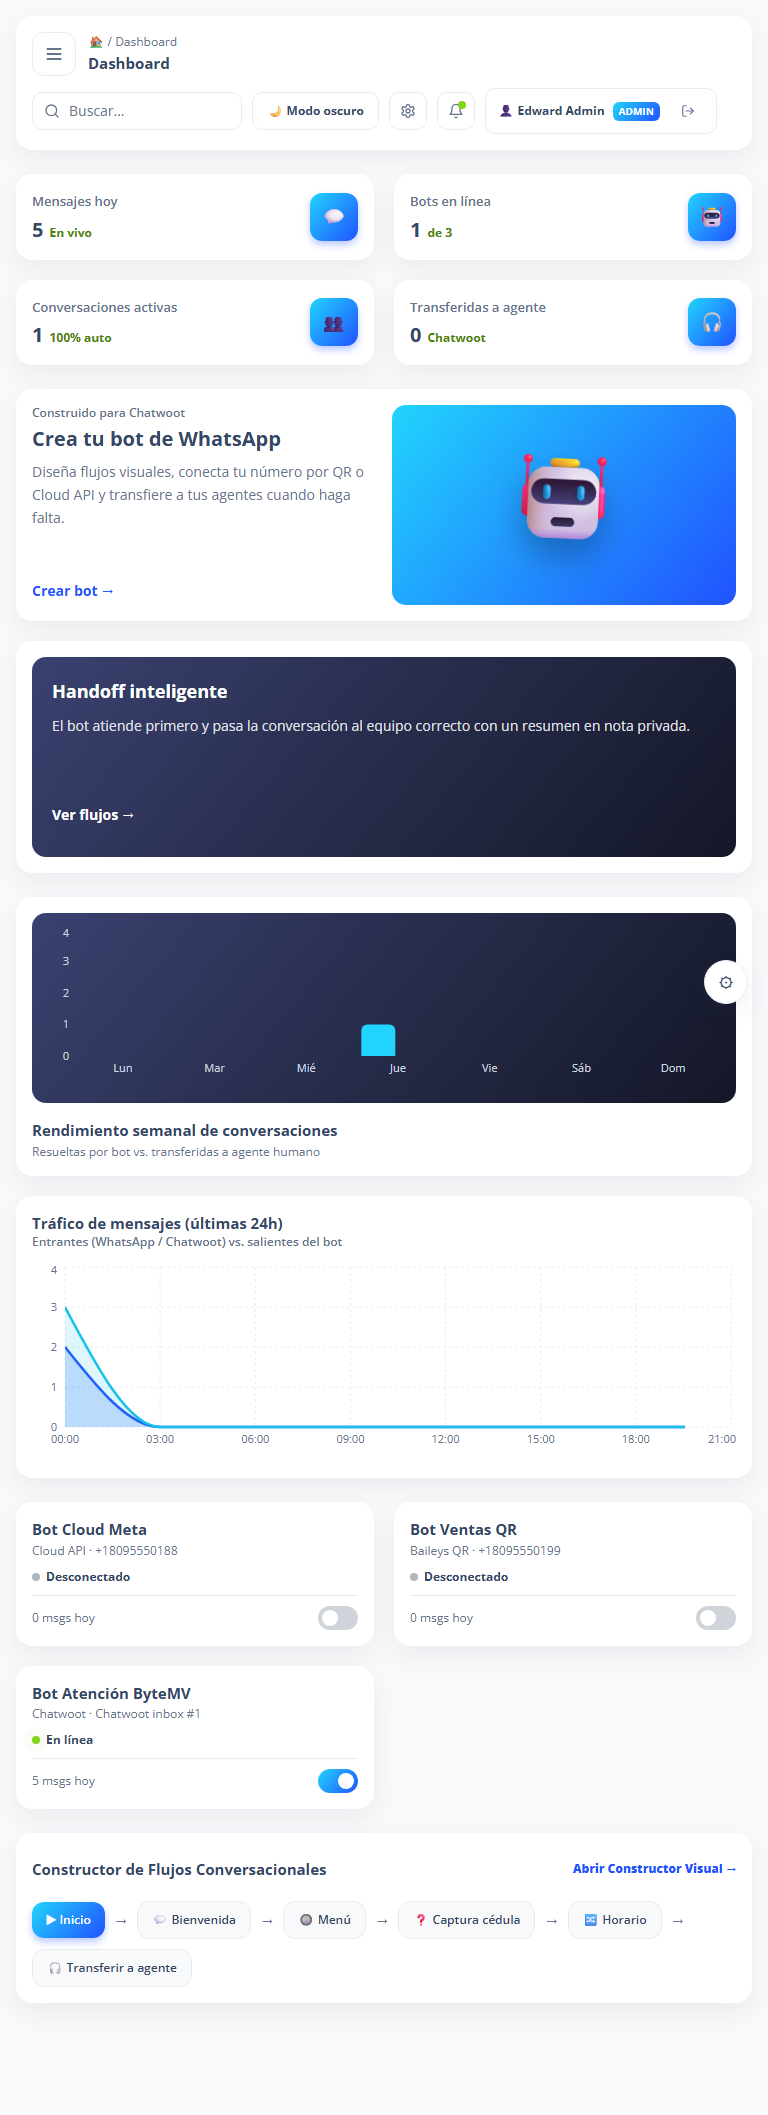 / Dashboard
Dashboard
Buscar...
Modo oscuro
Edward Admin ADMIN
Mensajes hoy
5 En vivo
Bots en línea
1 de 3
Conversaciones activas
1 100% auto
Transferidas a agente
0 Chatwoot
Construido para Chatwoot
Crea tu bot de WhatsApp
Diseña flujos visuales, conecta tu número por QR o
Cloud API y transfiere a tus agentes cuando haga
falta.
Crear bot →
Handoff inteligente
El bot atiende primero y pasa la conversación al equipo correcto con un resumen en nota privada.
Ver flujos →
4
3
2
1
0
Lun Mar Mié Jue Vie Sáb Dom
Rendimiento semanal de conversaciones
Resueltas por bot vs. transferidas a agente humano
Tráfico de mensajes (últimas 24h)
Entrantes (WhatsApp / Chatwoot) vs. salientes del bot
4
3
2
1
0
00:00 03:00 06:00 09:00 12:00 15:00 18:00 21:00
Bot Cloud Meta
Cloud API · +18095550188
Desconectado
0 msgs hoy
Bot Ventas QR
Baileys QR · +18095550199
Desconectado
0 msgs hoy
Bot Atención ByteMV
Chatwoot · Chatwoot inbox #1
En línea
5 msgs hoy
Constructor de Flujos Conversacionales
Abrir Constructor Visual →
▶ Inicio → Bienvenida → Menú → Captura cédula → Horario →
Transferir a agente